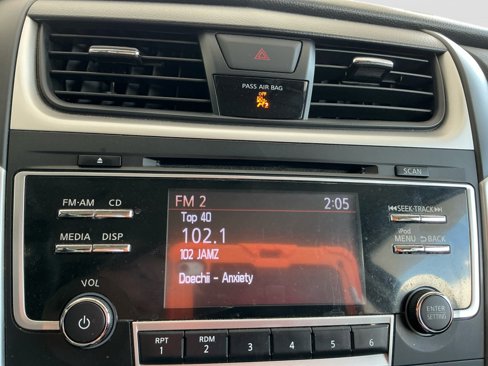 PASS AIR BAG
OFF
SCAN
FM·AM CD
FM 2 2:05
SEEK·TRACK
Top 40
102.1
iPod
MEDIA DISP
MENU BACK
102 JAMZ
Doechii - Anxiety
VOL
ENTER
SETTING
RPT RDM
1 2 3 4 5 6